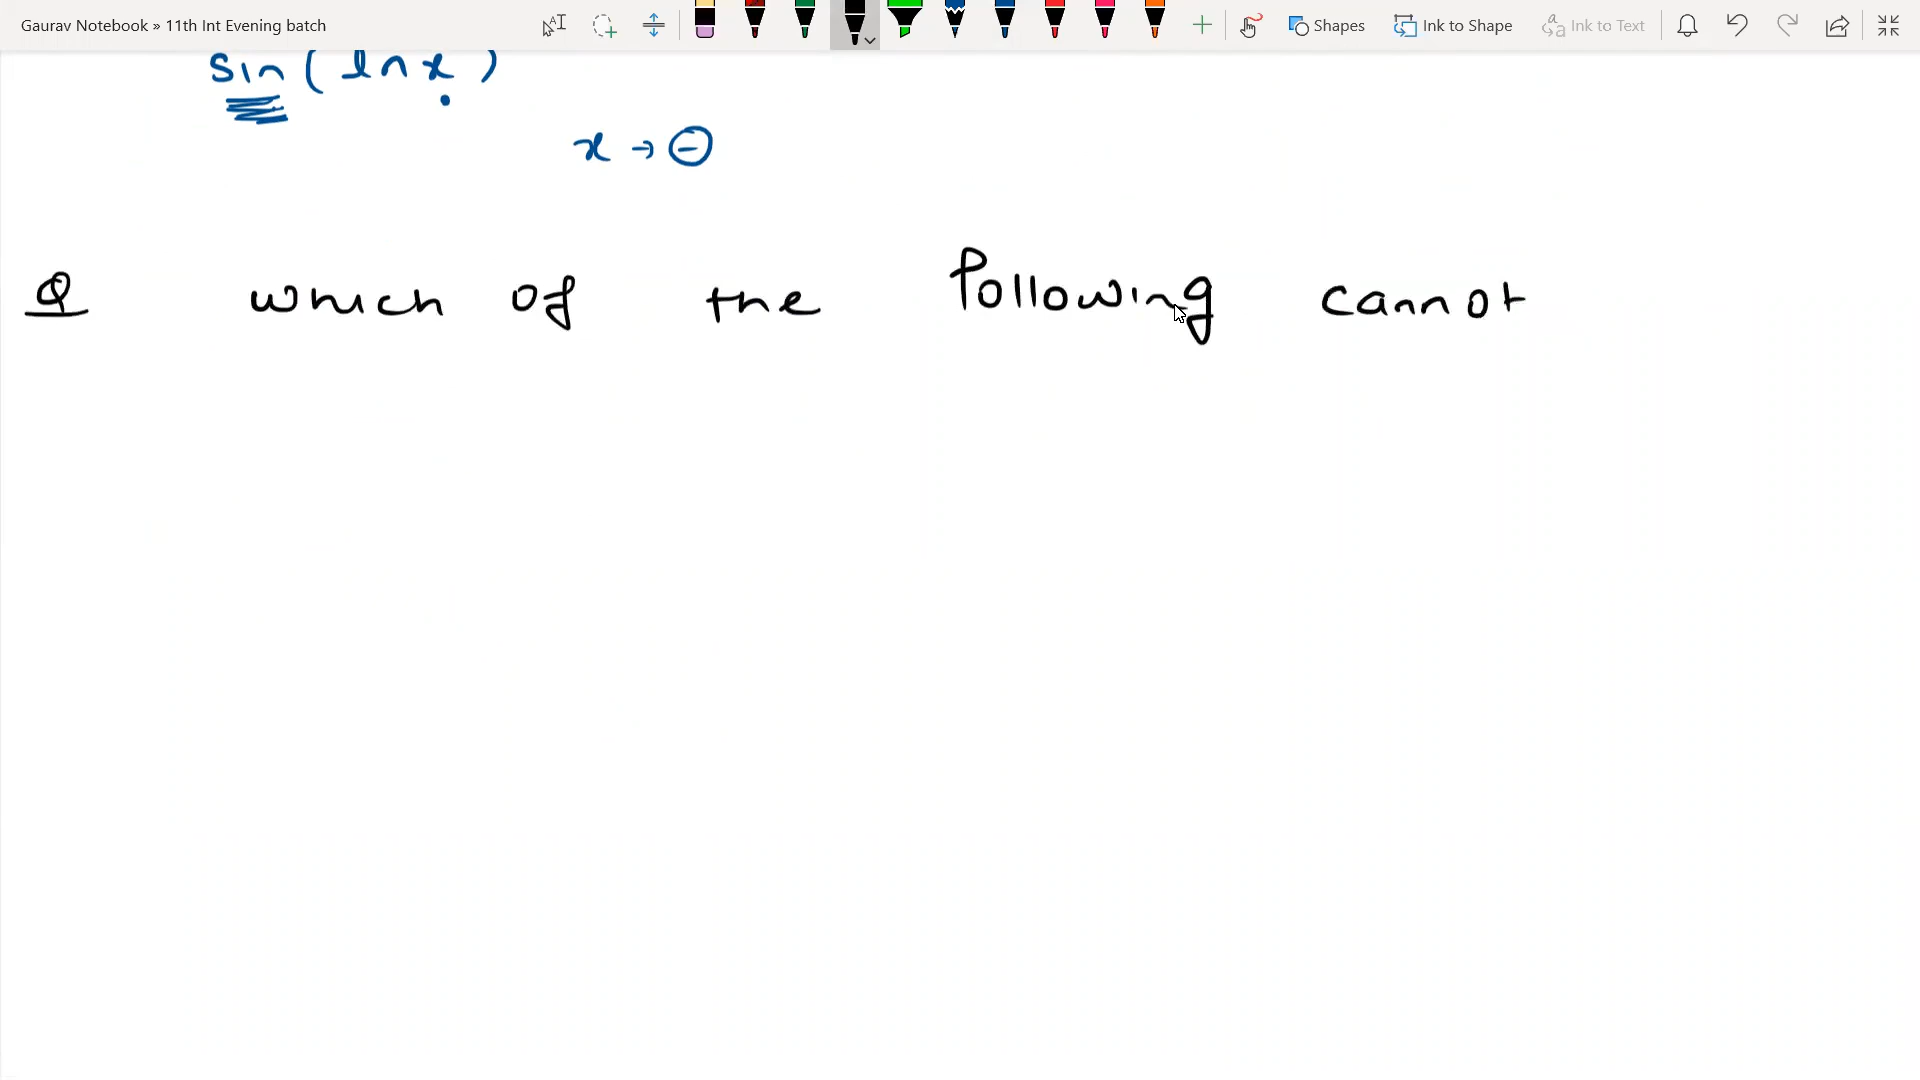 Gaurav Notebook » 11th Int Evening batch Shapes Ink to Shape Ink to Text
sin ( ln x )
x → ⊖
Q which of the following cannot